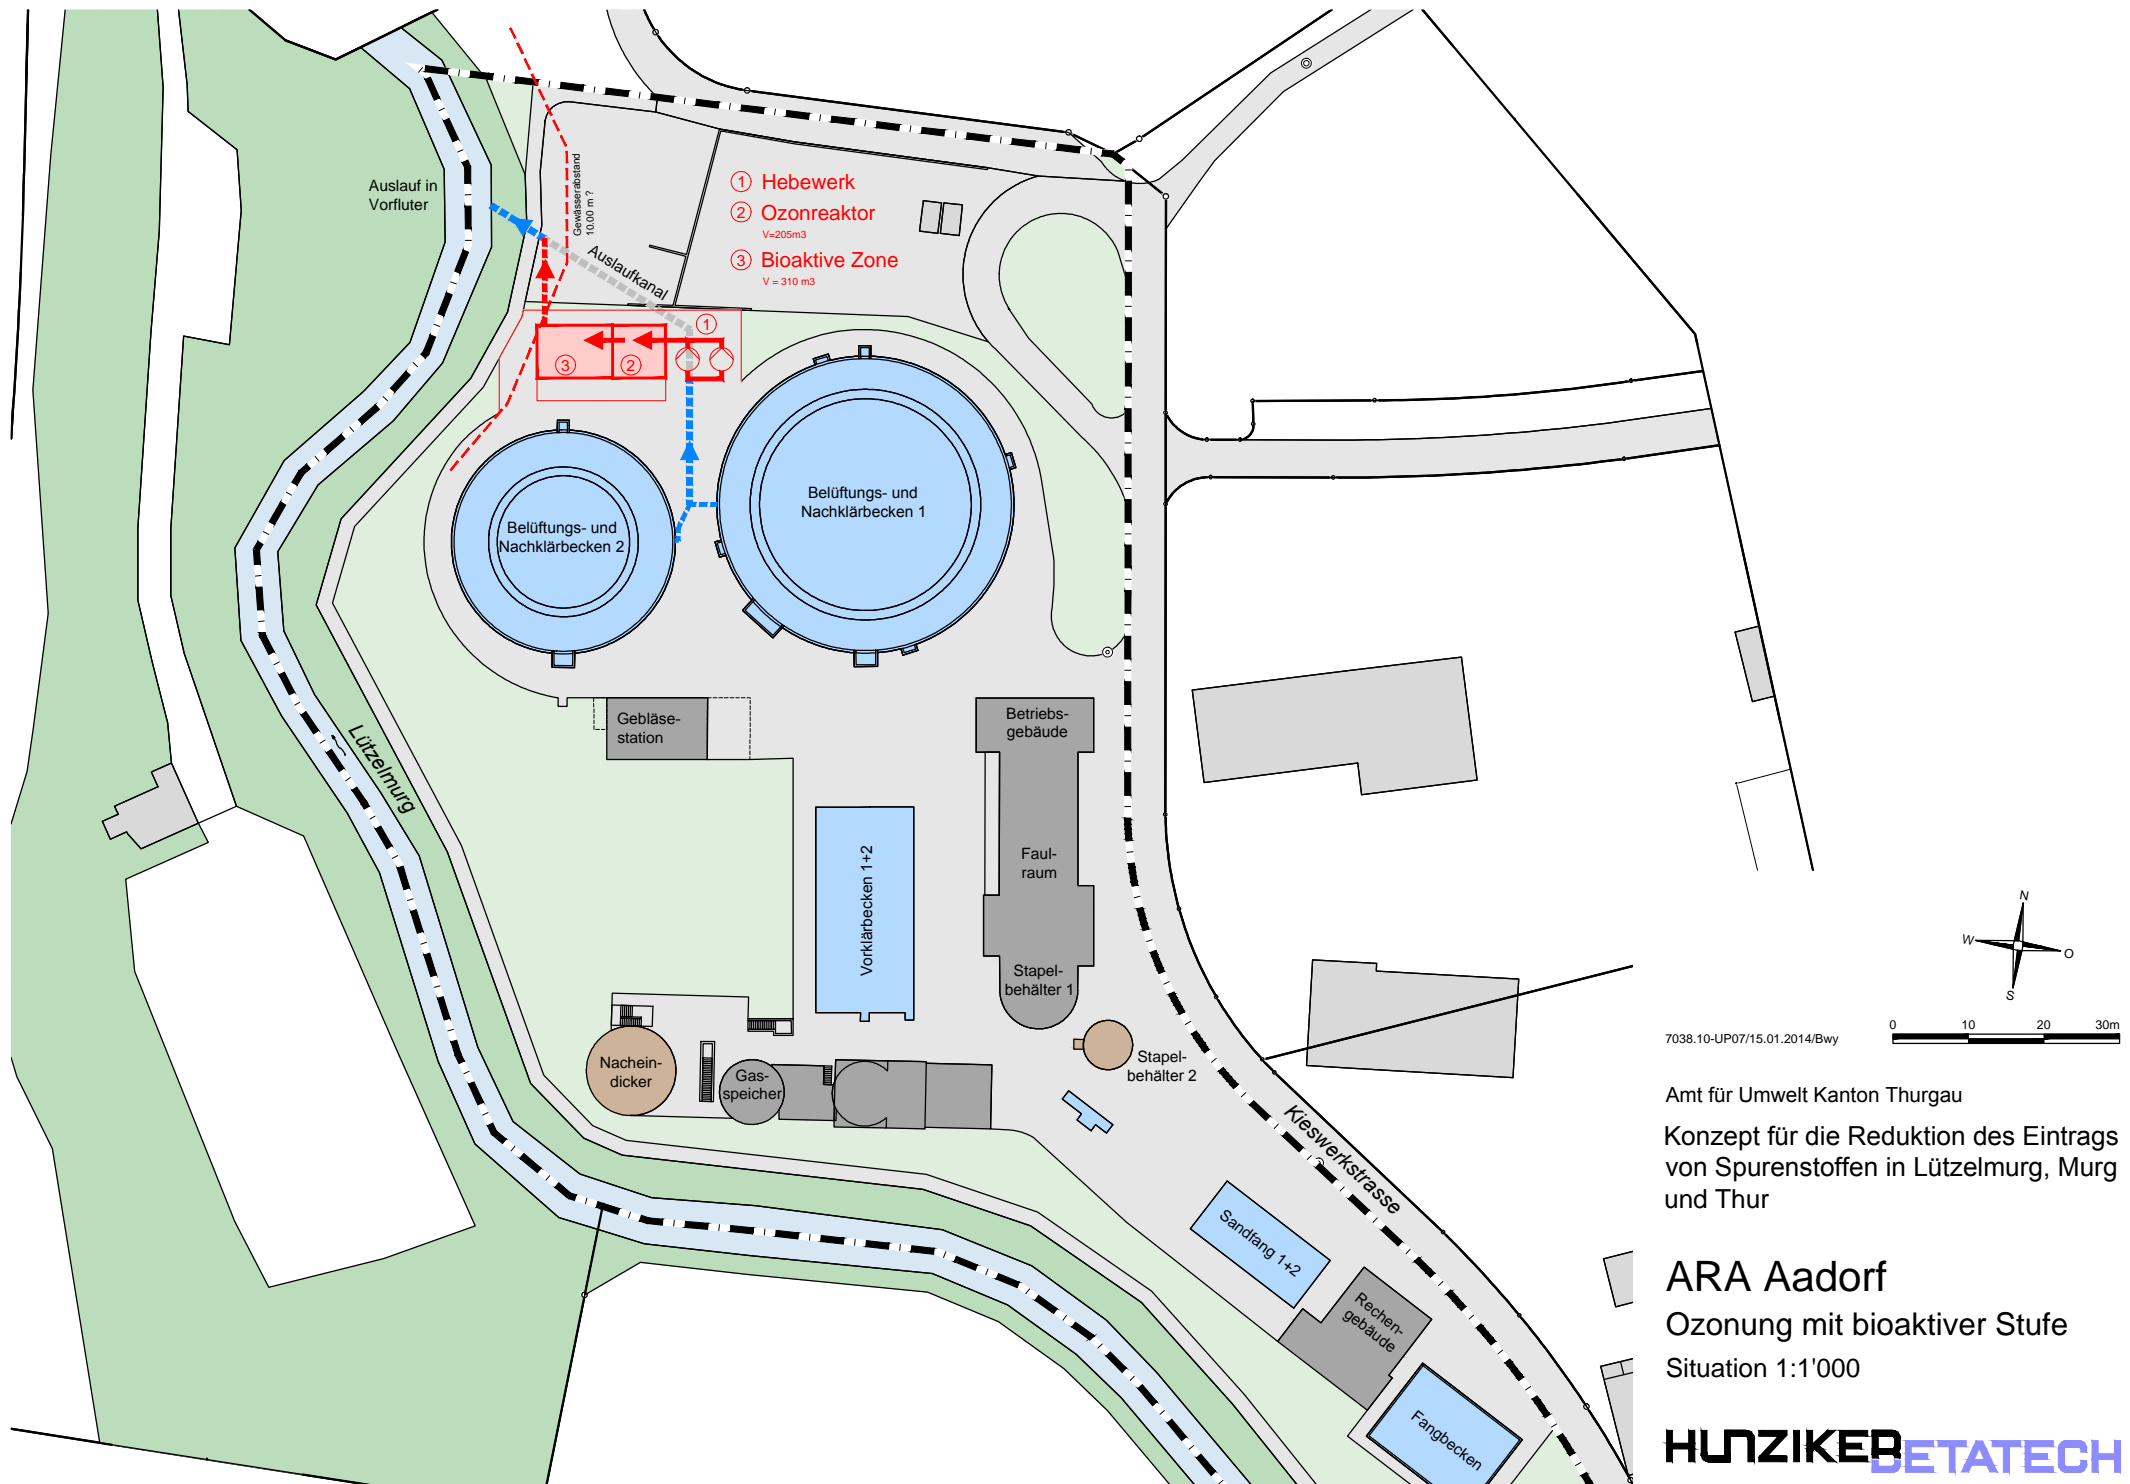 Auslauf in
Vorfluter
Gewässerabstand
10.00 m ?
Auslaufkanal
1 Hebewerk
2 Ozonreaktor
V=205m3
3 Bioaktive Zone
V = 310 m3
1
2
3
Belüftungs- und
Nachklärbecken 1
Belüftungs- und
Nachklärbecken 2
Lützelmurg
Gebläse-
station
Betriebs-
gebäude
Faul-
raum
Stapel-
behälter 1
Vorklärbecken 1+2
Nachein-
dicker
Gas-
speicher
Stapel-
behälter 2
Kieswerkstrasse
Sandfang 1+2
Rechen-
gebäude
Fangbecken
N
W
O
S
0 10 20 30m
7038.10-UP07/15.01.2014/Bwy
Amt für Umwelt Kanton Thurgau
Konzept für die Reduktion des Eintrags
von Spurenstoffen in Lützelmurg, Murg
und Thur
ARA Aadorf
Ozonung mit bioaktiver Stufe
Situation 1:1'000
HUNZIKER BETATECH